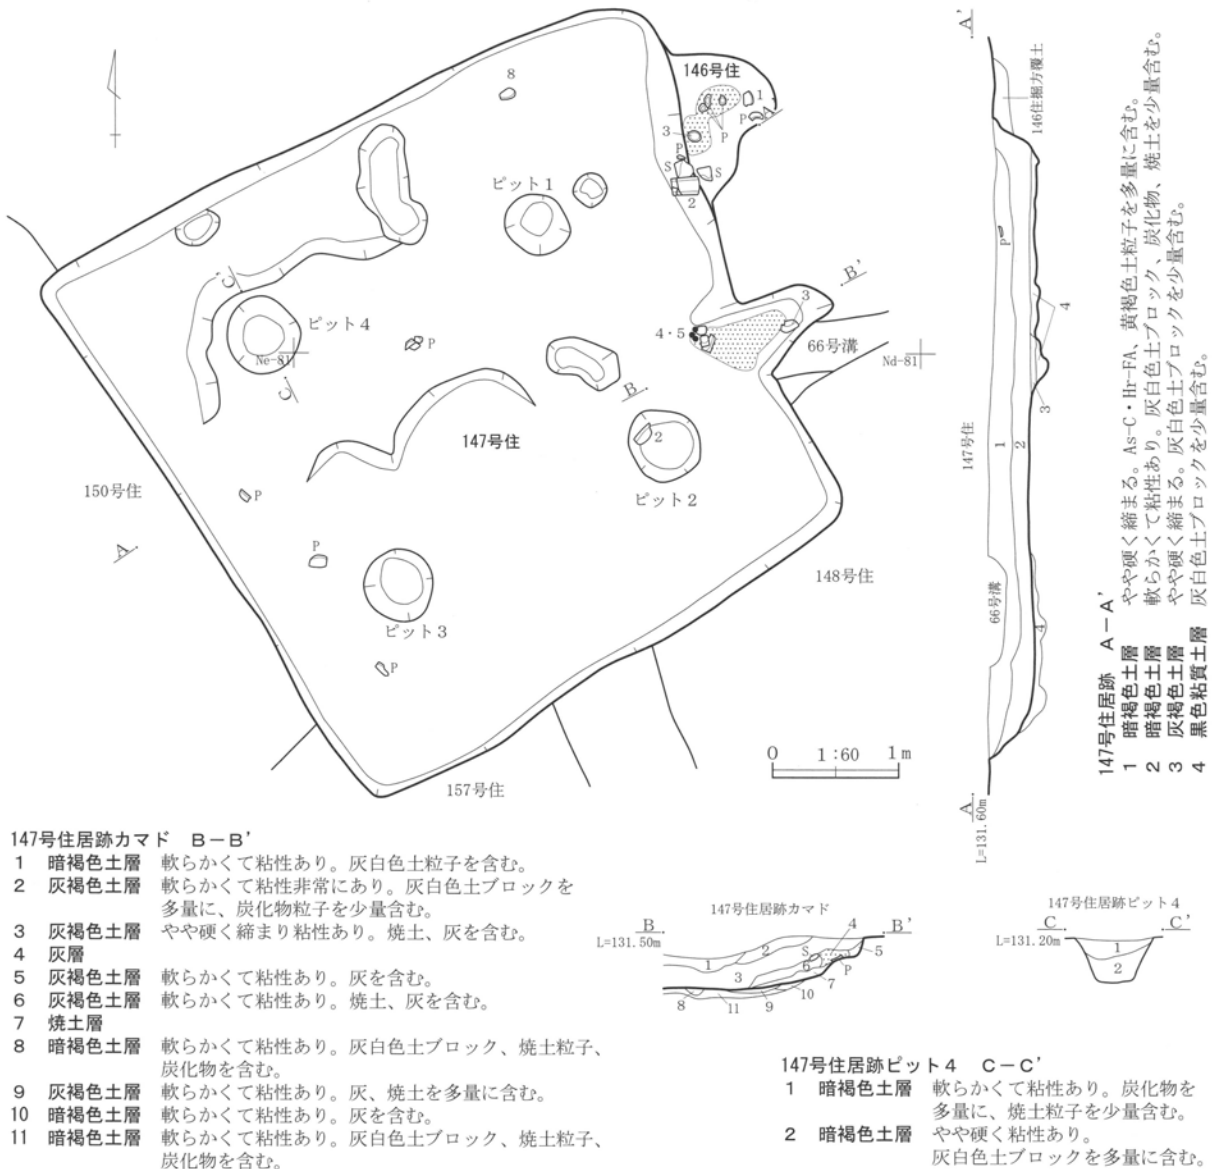 146号住
8
1
A
P
P
3
P
S
S
2
ピット1
B'
3
C'
ピット4
4・5
66号溝
P
Ne-81
Nd-81
C
B
147号住
2
150号住
P
ピット2
A
P
148号住
ピット3
P
0 1:60 1m
157号住
A'
146住掘方覆土
P
4
3
147号住
1
2
66号溝
4
A
L=131.60m
147号住居跡 A-A'
1 暗褐色土層 やや硬く締まる。As-C・Hr-FA、黄褐色土粒子を多量に含む。
2 暗褐色土層 軟らかくて粘性あり。灰白色土ブロック、炭化物、焼土を少量含む。
3 灰褐色土層 やや硬く締まる。灰白色土ブロックを少量含む。
4 黒色粘質土層 灰白色土ブロックを少量含む。
147号住居跡カマド B-B'
1 暗褐色土層 軟らかくて粘性あり。灰白色土粒子を含む。
2 灰褐色土層 軟らかくて粘性非常にあり。灰白色土ブロックを
多量に、炭化物粒子を少量含む。
3 灰褐色土層 やや硬く締まり粘性あり。焼土、灰を含む。
4 灰層
5 灰褐色土層 軟らかくて粘性あり。灰を含む。
6 灰褐色土層 軟らかくて粘性あり。焼土、灰を含む。
7 焼土層
8 暗褐色土層 軟らかくて粘性あり。灰白色土ブロック、焼土粒子、
炭化物を含む。
9 灰褐色土層 軟らかくて粘性あり。灰、焼土を多量に含む。
10 暗褐色土層 軟らかくて粘性あり。灰を含む。
11 暗褐色土層 軟らかくて粘性あり。灰白色土ブロック、焼土粒子、
炭化物を含む。
147号住居跡カマド
B
B'
L=131.50m
4
2
S
5
1
3
6
P
7
10
8
11
9
147号住居跡ピット4
C
C'
L=131.20m
1
2
147号住居跡ピット4 C-C'
1 暗褐色土層 軟らかくて粘性あり。炭化物を
多量に、焼土粒子を少量含む。
2 暗褐色土層 やや硬く粘性あり。
灰白色土ブロックを多量に含む。